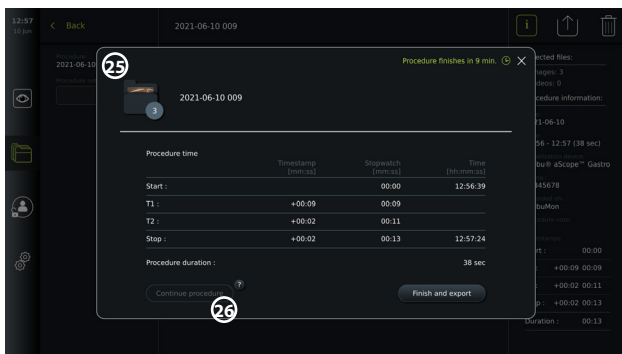 12:57
10 Jun
Back
2021-06-10 009
i
Procedure
2021-06-10
25
Procedure finishes in 9 min.
2021-06-10 009
3
Procedure time
Timestamp [mm:ss]
Stopwatch [mm:ss]
Time [hh:mm:ss]
Start : 00:00 12:56:39
T1 : +00:09 00:09
T2 : +00:02 00:11
Stop : +00:02 00:13 12:57:24
Procedure duration : 38 sec
Continue procedure
?
26
Finish and export
ected files:
mages: 3
deos: 0
cedure information:
21-06-10
56 - 12:57 (38 sec)
bu® aScope™ Gastro
345678
buMon
rt : 00:00
: +00:09 00:09
: +00:02 00:11
p : +00:02 00:13
Duration : 00:13